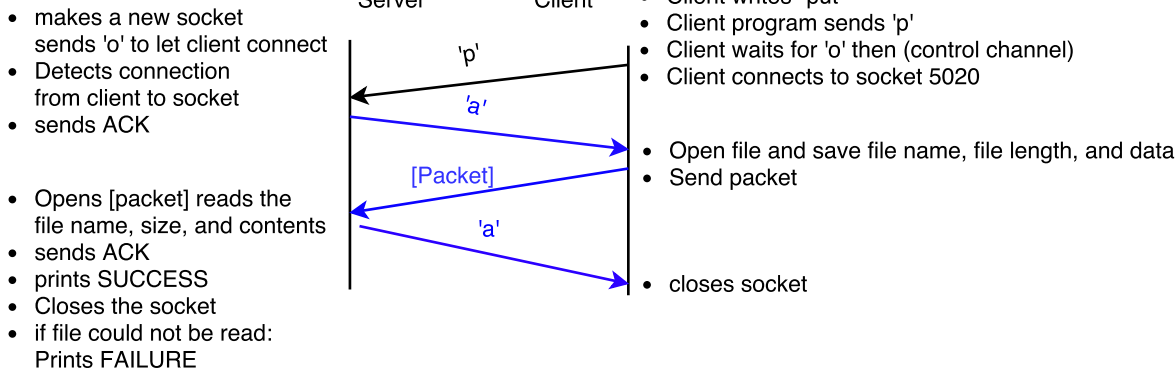 Server
Client
• makes a new socket
sends 'o' to let client connect
• Detects connection
from client to socket
• sends ACK
• Opens [packet] reads the
file name, size, and contents
• sends ACK
• prints SUCCESS
• Closes the socket
• if file could not be read:
Prints FAILURE
'p'
'a'
[Packet]
'a'
• Client writes 'put'
• Client program sends 'p'
• Client waits for 'o' then (control channel)
• Client connects to socket 5020
• Open file and save file name, file length, and data
• Send packet
• closes socket